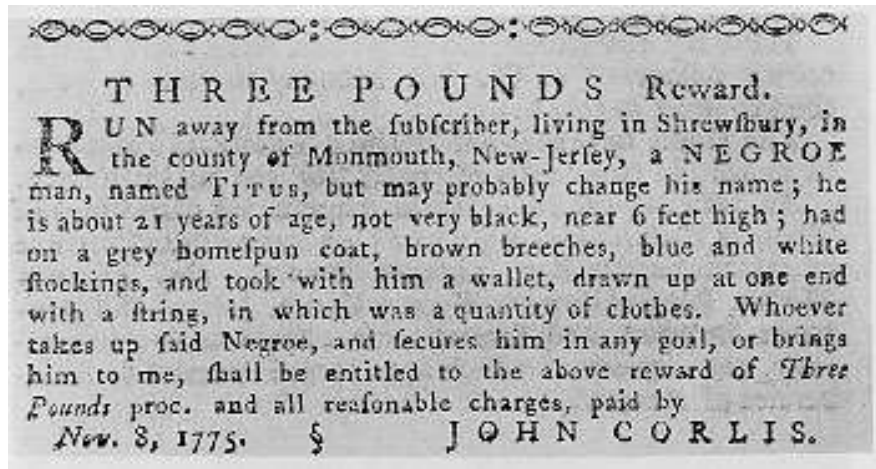 THREE POUNDS Reward.
RUN away from the ſubſcriber, living in Shrewſbury, in
the county of Monmouth, New-Jerſey, a NEGROE
man, named TITUS, but may probably change his name; he
is about 21 years of age, not very black, near 6 feet high; had
on a grey homeſpun coat, brown breeches, blue and white
ſtockings, and took with him a wallet, drawn up at one end
with a ſtring, in which was a quantity of clothes. Whoever
takes up ſaid Negroe, and ſecures him in any goal, or brings
him to me, ſhall be entitled to the above reward of Three
Pounds proc. and all reaſonable charges, paid by
Nov. 8, 1775. § JOHN CORLIS.